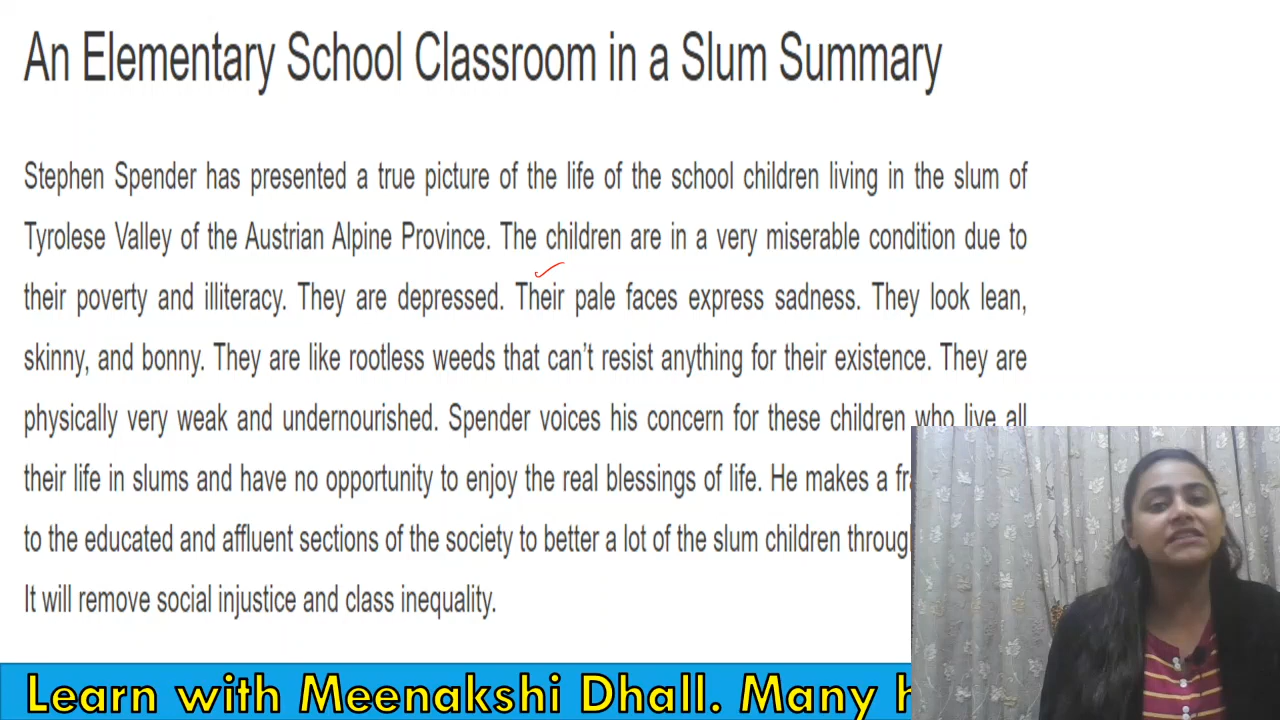 An Elementary School Classroom in a Slum Summary
Stephen Spender has presented a true picture of the life of the school children living in the slum of
Tyrolese Valley of the Austrian Alpine Province. The children are in a very miserable condition due to
their poverty and illiteracy. They are depressed. Their pale faces express sadness. They look lean,
skinny, and bonny. They are like rootless weeds that can't resist anything for their existence. They are
physically very weak and undernourished. Spender voices his concern for these children who live all
their life in slums and have no opportunity to enjoy the real blessings of life. He makes a
to the educated and affluent sections of the society to better a lot of the slum children
It will remove social injustice and class inequality.
Learn with Meenakshi Dhall. Many